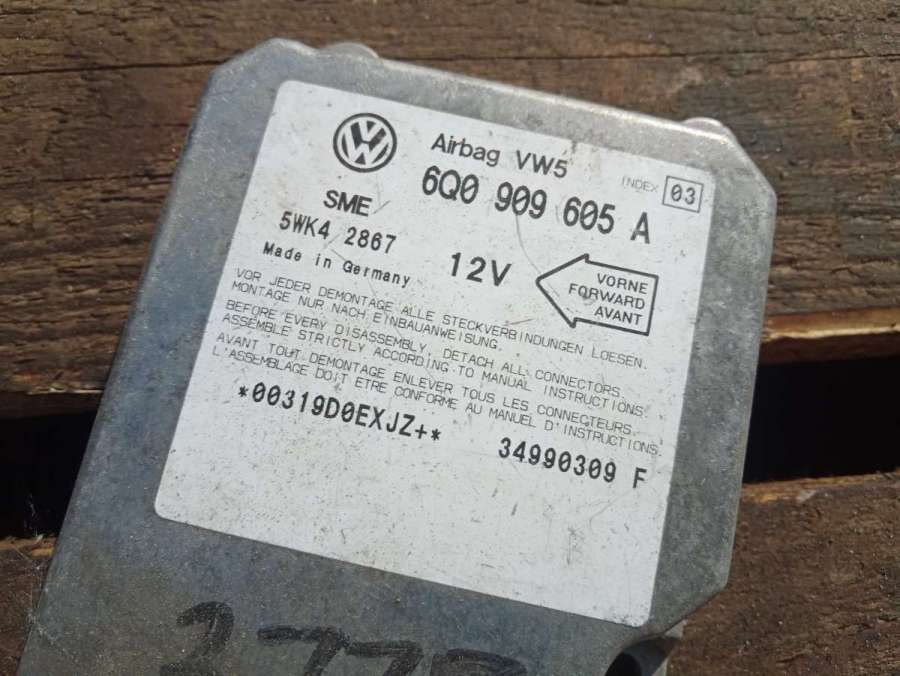 Airbag VW5
INDEX 03
6Q0 909 605 A
SME
5WK4 2867
Made in Germany
12V
VORNE
FORWARD
AVANT
VOR JEDER DEMONTAGE ALLE STECKVERBINDUNGEN LOESEN.
MONTAGE NUR NACH EINBAUANWEISUNG.
BEFORE EVERY DISASSEMBLY, DETACH ALL CONNECTORS.
ASSEMBLE STRICTLY ACCORDING TO MANUAL INSTRUCTIONS.
AVANT TOUT DEMONTAGE ENLEVER TOUS LES CONNECTEURS.
L'ASSEMBLAGE DOIT ETRE CONFORME AU MANUEL D'INSTRUCTIONS.
*00319D0EXJZ+*
34990309 F